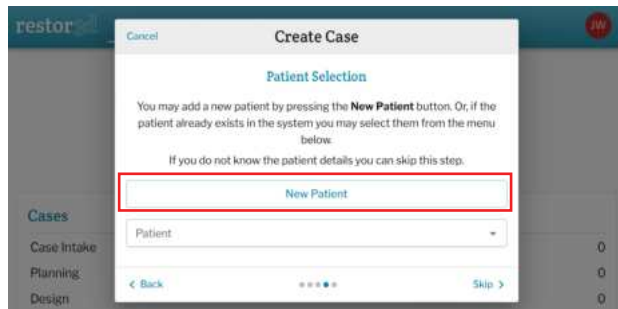 restor3d
JW
Cancel
Create Case
Patient Selection
You may add a new patient by pressing the New Patient button. Or, if the
patient already exists in the system you may select them from the menu
below.
If you do not know the patient details you can skip this step.
New Patient
Patient
Back
Skip
Cases
Case Intake 0
Planning 0
Design 0